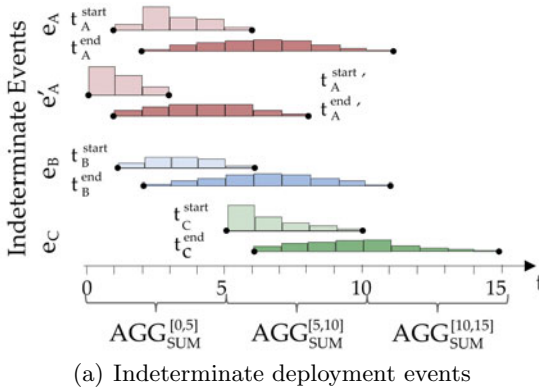 Indeterminate Events
e_A
t_A^start
t_A^end
e'_A
t_A^start '
t_A^end '
e_B
t_B^start
t_B^end
e_C
t_C^start
t_C^end
0 5 10 15 t
AGG_SUM^[0,5] AGG_SUM^[5,10] AGG_SUM^[10,15]
(a) Indeterminate deployment events